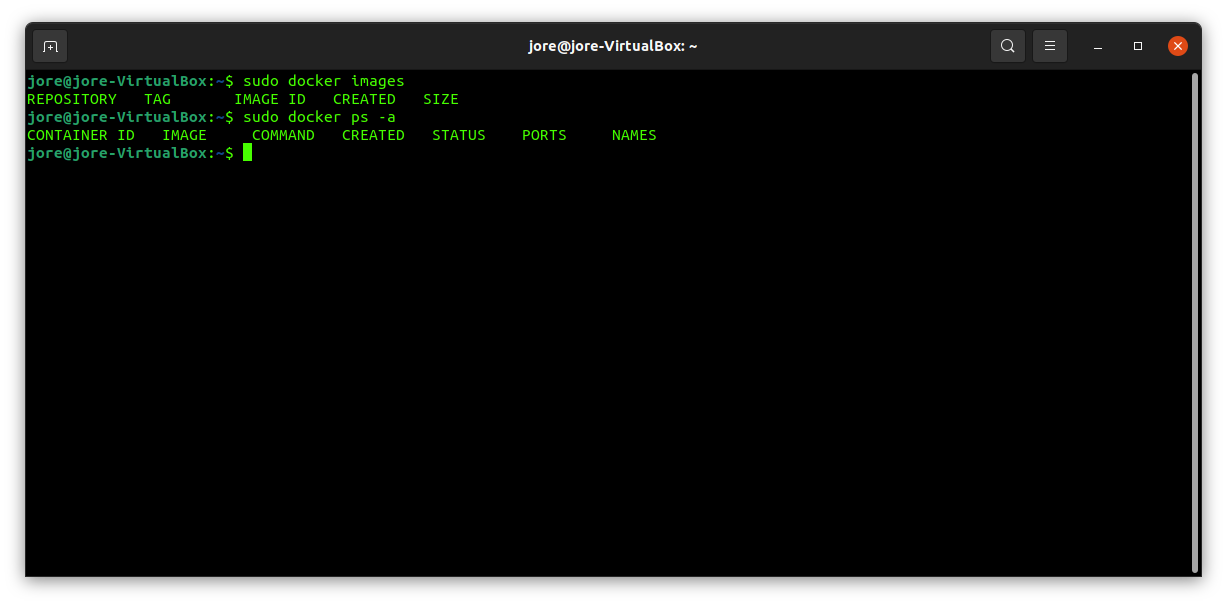 jore@jore-VirtualBox: ~
jore@jore-VirtualBox:~$ sudo docker images
REPOSITORY   TAG       IMAGE ID   CREATED   SIZE
jore@jore-VirtualBox:~$ sudo docker ps -a
CONTAINER ID   IMAGE     COMMAND   CREATED   STATUS    PORTS     NAMES
jore@jore-VirtualBox:~$